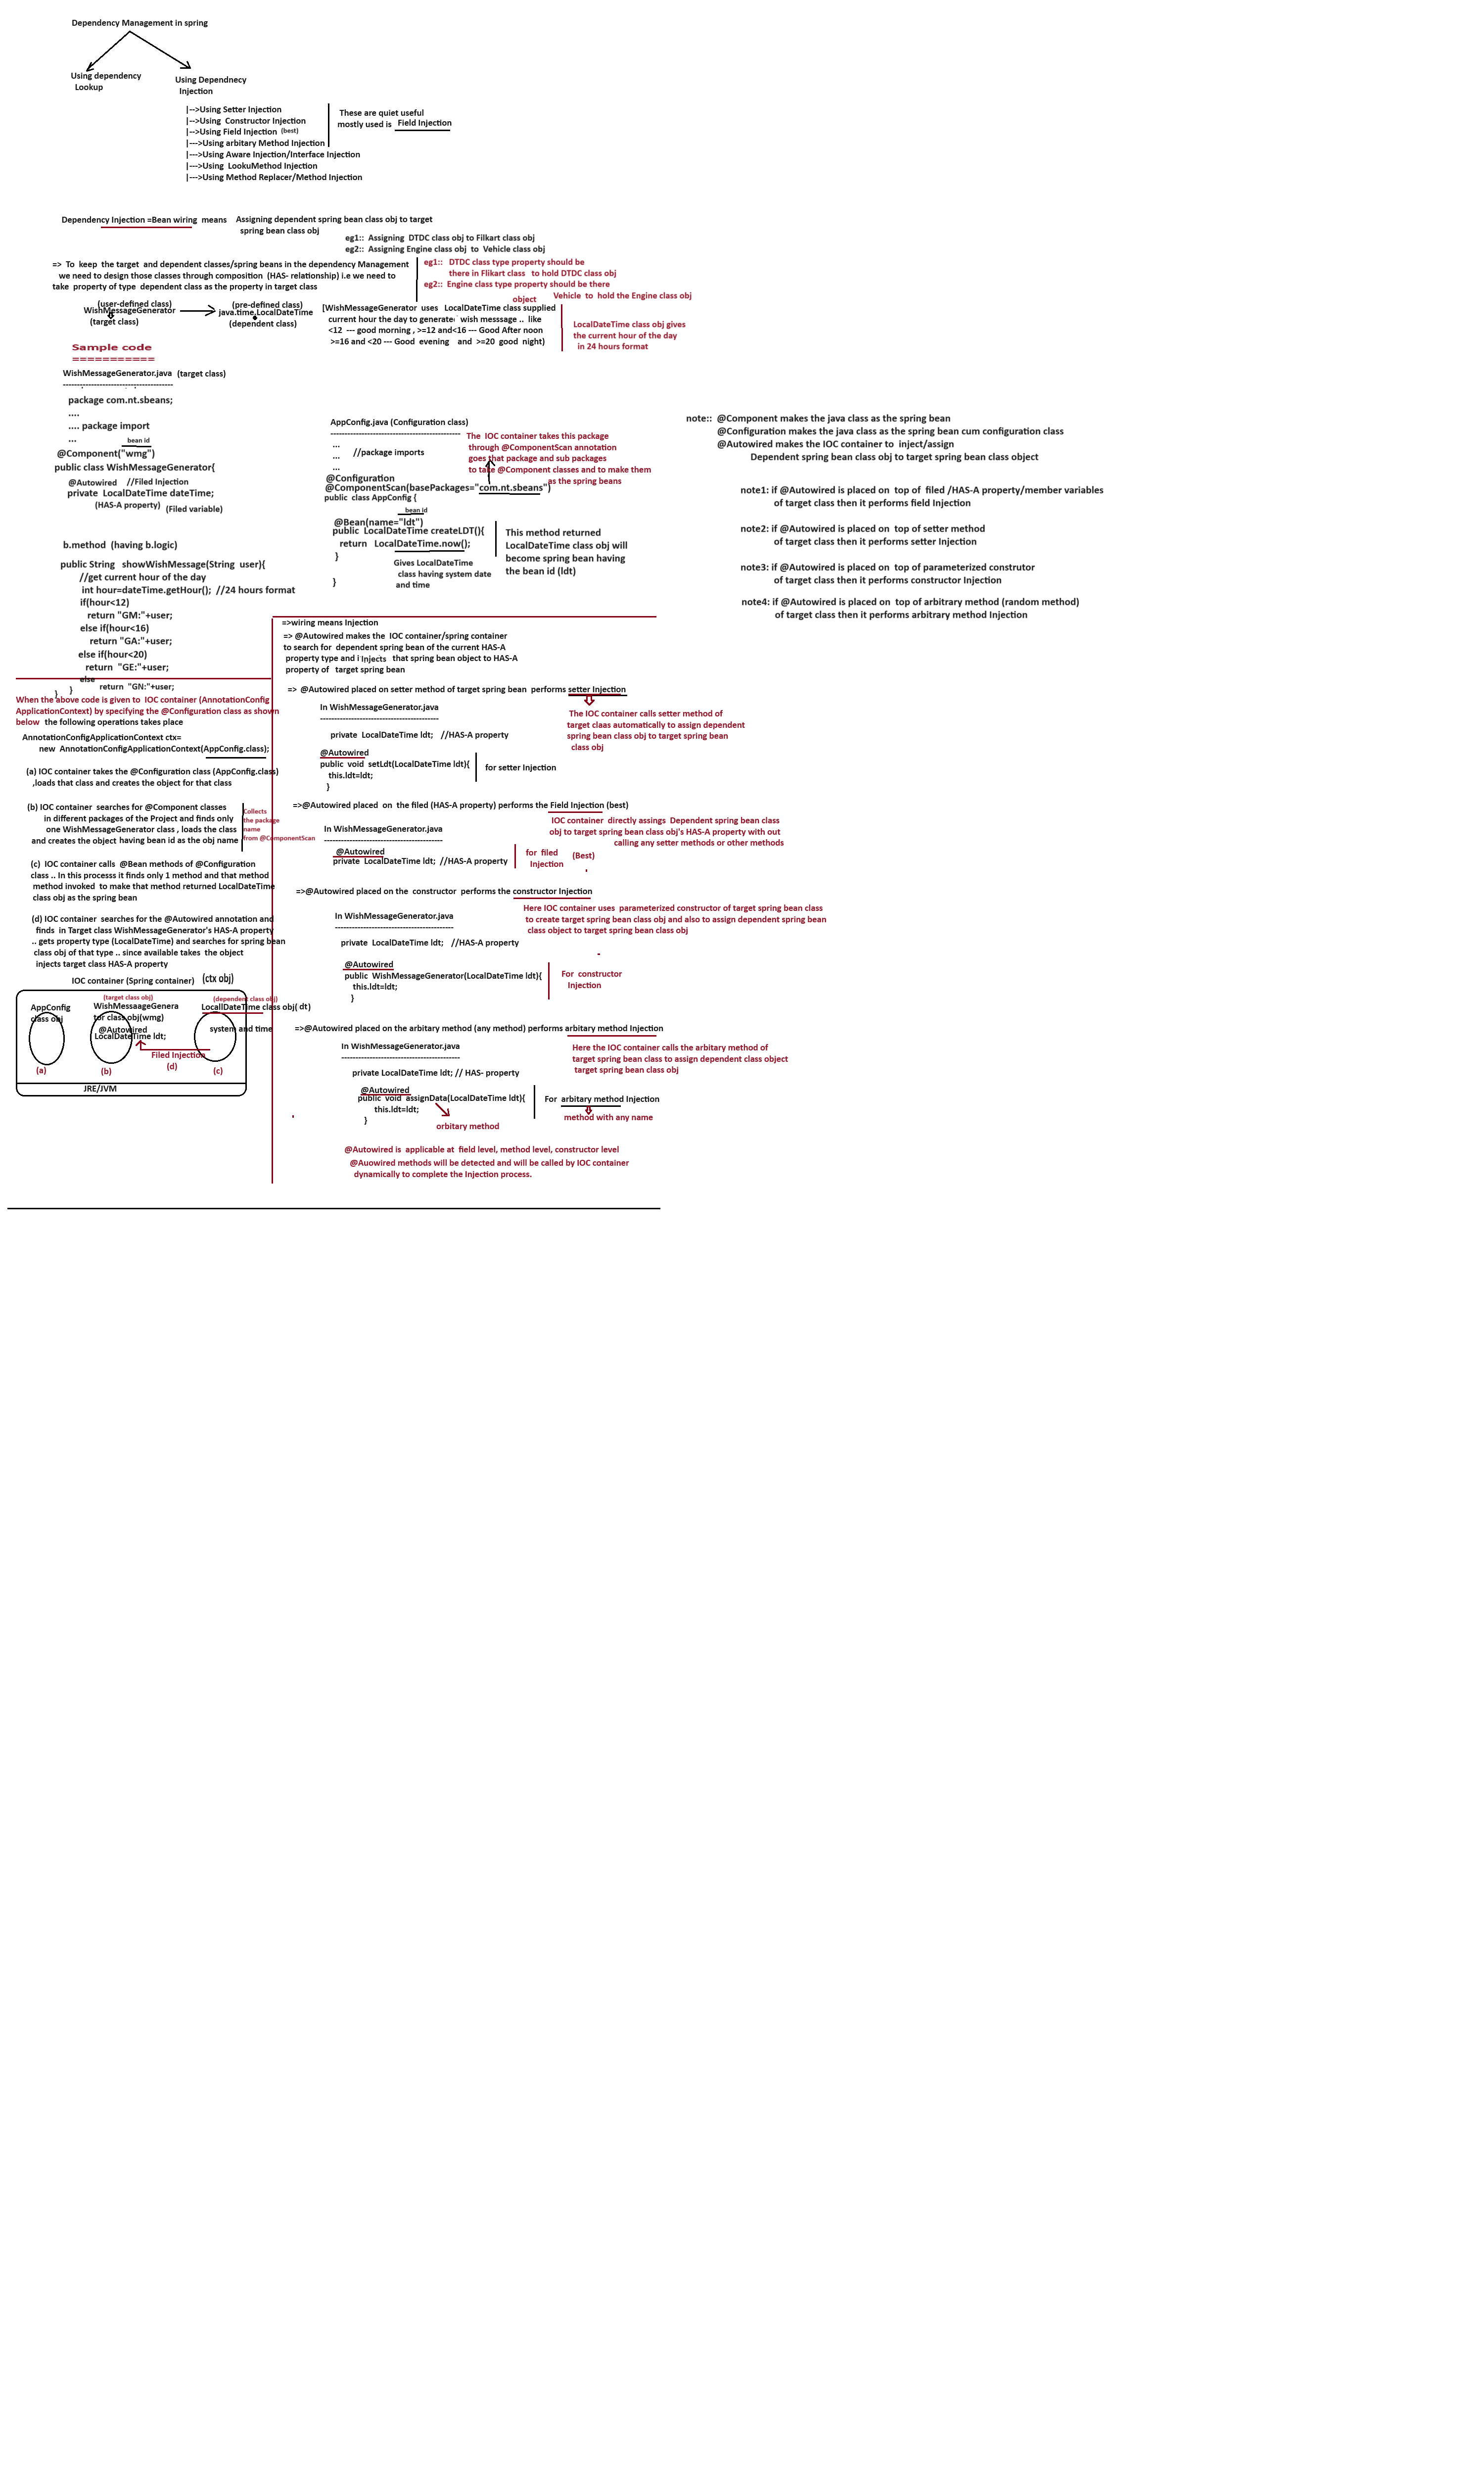 Dependency Management in spring
Using dependency
Lookup
Using Dependnecy
Injection
|-->Using Setter Injection
|-->Using Constructor Injection
|-->Using Field Injection (best)
|--->Using arbitary Method Injection
|--->Using Aware Injection/Interface Injection
|--->Using LookuMethod Injection
|--->Using Method Replacer/Method Injection
These are quiet useful
mostly used is Field Injection
Dependency Injection =Bean wiring means Assigning dependent spring bean class obj to target
spring bean class obj
eg1:: Assigning DTDC class obj to Filkart class obj
eg2:: Assigning Engine class obj to Vehicle class obj
=> To keep the target and dependent classes/spring beans in the dependency Management
we need to design those classes through composition (HAS- relationship) i.e we need to
take property of type dependent class as the property in target class
eg1:: DTDC class type property should be
there in Flikart class to hold DTDC class obj
eg2:: Engine class type property should be there
object Vehicle to hold the Engine class obj
(user-defined class)
WishMessageGenerator
(target class)
(pre-defined class)
java.time.LocalDateTime
(dependent class)
[WishMessageGenerator uses LocalDateTime class supplied
current hour the day to generate wish messsage .. like
<12 --- good morning , >=12 and<16 --- Good After noon
>=16 and <20 --- Good evening and >=20 good night)
LocalDateTime class obj gives
the current hour of the day
in 24 hours format
Sample code
===========
WishMessageGenerator.java (target class)
----------------------------------------
package com.nt.sbeans;
....
.... package import
...
bean id
@Component("wmg")
public class WishMessageGenerator{
@Autowired //Filed Injection
private LocalDateTime dateTime;
(HAS-A property) (Filed variable)
b.method (having b.logic)
public String showWishMessage(String user){
//get current hour of the day
int hour=dateTime.getHour(); //24 hours format
if(hour<12)
return "GM:"+user;
else if(hour<16)
return "GA:"+user;
else if(hour<20)
return "GE:"+user;
else
return "GN:"+user;
}
}
AppConfig.java (Configuration class)
-----------------------------------------------
...
... //package imports
...
@Configuration
@ComponentScan(basePackages="com.nt.sbeans")
public class AppConfig {
bean id
@Bean(name="ldt")
public LocalDateTime createLDT(){
return LocalDateTime.now();
}
Gives LocalDateTime
class having system date
and time
}
The IOC container takes this package
through @ComponentScan annotation
goes that package and sub packages
to take @Component classes and to make them
as the spring beans
This method returned
LocalDateTime class obj will
become spring bean having
the bean id (ldt)
note:: @Component makes the java class as the spring bean
@Configuration makes the java class as the spring bean cum configuration class
@Autowired makes the IOC container to inject/assign
Dependent spring bean class obj to target spring bean class object
note1: if @Autowired is placed on top of filed /HAS-A property/member variables
of target class then it performs field Injection
note2: if @Autowired is placed on top of setter method
of target class then it performs setter Injection
note3: if @Autowired is placed on top of parameterized construtor
of target class then it performs constructor Injection
note4: if @Autowired is placed on top of arbitrary method (random method)
of target class then it performs arbitrary method Injection
When the above code is given to IOC container (AnnotationConfig
ApplicationContext) by specifying the @Configuration class as shown
below the following operations takes place
AnnotationConfigApplicationContext ctx=
new AnnotationConfigApplicationContext(AppConfig.class);
(a) IOC container takes the @Configuration class (AppConfig.class)
,loads that class and creates the object for that class
(b) IOC container searches for @Component classes
in different packages of the Project and finds only
one WishMessageGenerator class , loads the class
and creates the object having bean id as the obj name
Collects
the package
name
from @ComponentScan
(c) IOC container calls @Bean methods of @Configuration
class .. In this processs it finds only 1 method and that method
method invoked to make that method returned LocalDateTime
class obj as the spring bean
(d) IOC container searches for the @Autowired annotation and
finds in Target class WishMessageGenerator's HAS-A property
.. gets property type (LocalDateTime) and searches for spring bean
class obj of that type .. since available takes the object
injects target class HAS-A property
IOC container (Spring container) (ctx obj)
AppConfig
class obj
(a)
(target class obj)
WishMessaageGenera
tor class obj(wmg)
@Autowired
LocalDateTime ldt;
(b)
Filed Injection
(d)
(dependent class obj)
LocallDateTime class obj( dt)
system and time
(c)
JRE/JVM
=>wiring means Injection
=> @Autowired makes the IOC container/spring container
to search for dependent spring bean of the current HAS-A
property type and i Injects that spring bean object to HAS-A
property of target spring bean
=> @Autowired placed on setter method of target spring bean performs setter Injection
In WishMessageGenerator.java
------------------------------------------
private LocalDateTime ldt; //HAS-A property
@Autowired
public void setLdt(LocalDateTime ldt){
this.ldt=ldt;
}
for setter Injection
The IOC container calls setter method of
target claas automatically to assign dependent
spring bean class obj to target spring bean
class obj
=>@Autowired placed on the filed (HAS-A property) performs the Field Injection (best)
In WishMessageGenerator.java
------------------------------------------
@Autowired
private LocalDateTime ldt; //HAS-A property
for filed
Injection
(Best)
IOC container directly assings Dependent spring bean class
obj to target spring bean class obj's HAS-A property with out
calling any setter methods or other methods
=>@Autowired placed on the constructor performs the constructor Injection
In WishMessageGenerator.java
------------------------------------------
private LocalDateTime ldt; //HAS-A property
@Autowired
public WishMessageGenerator(LocalDateTime ldt){
this.ldt=ldt;
}
For constructor
Injection
Here IOC container uses parameterized constructor of target spring bean class
to create target spring bean class obj and also to assign dependent spring bean
class object to target spring bean class obj
=>@Autowired placed on the arbitary method (any method) performs arbitary method Injection
In WishMessageGenerator.java
------------------------------------------
private LocalDateTime ldt; // HAS- property
@Autowired
public void assignData(LocalDateTime ldt){
this.ldt=ldt;
}
orbitary method
For arbitary method Injection
method with any name
Here the IOC container calls the arbitary method of
target spring bean class to assign dependent class object
target spring bean class obj
@Autowired is applicable at field level, method level, constructor level
@Auowired methods will be detected and will be called by IOC container
dynamically to complete the Injection process.